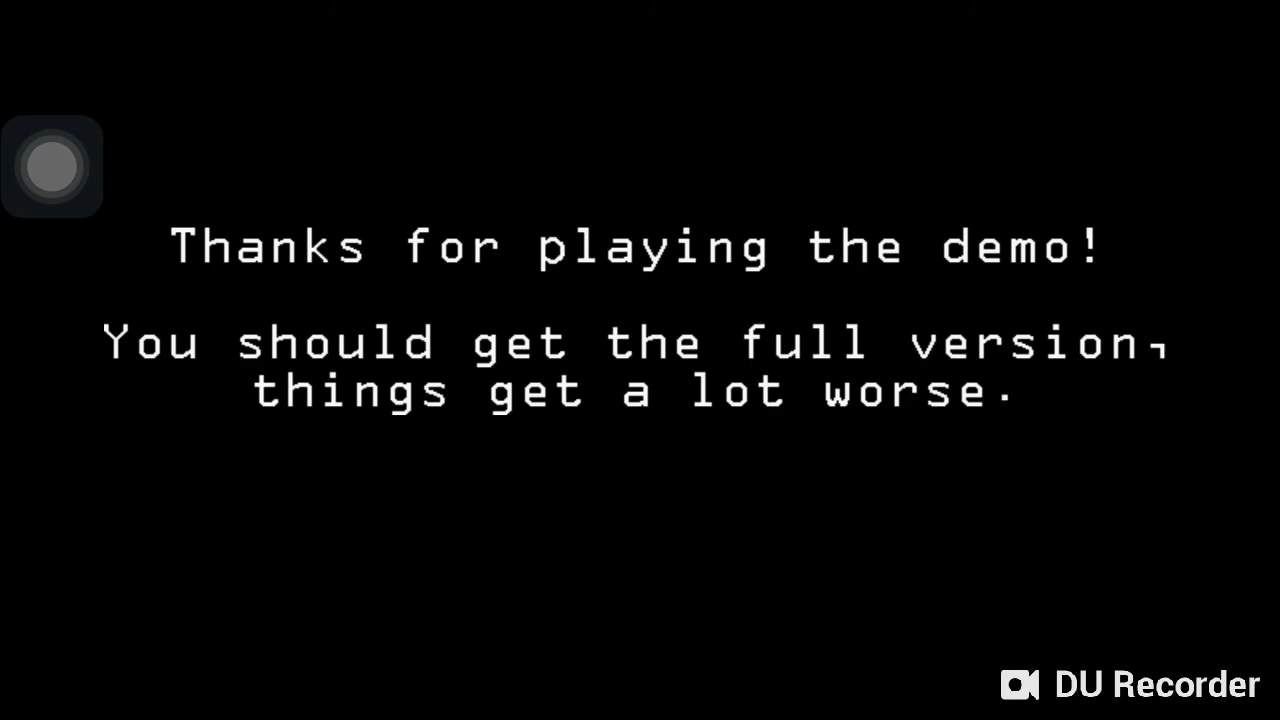 Thanks for playing the demo!
You should get the full version,
things get a lot worse.
DU Recorder